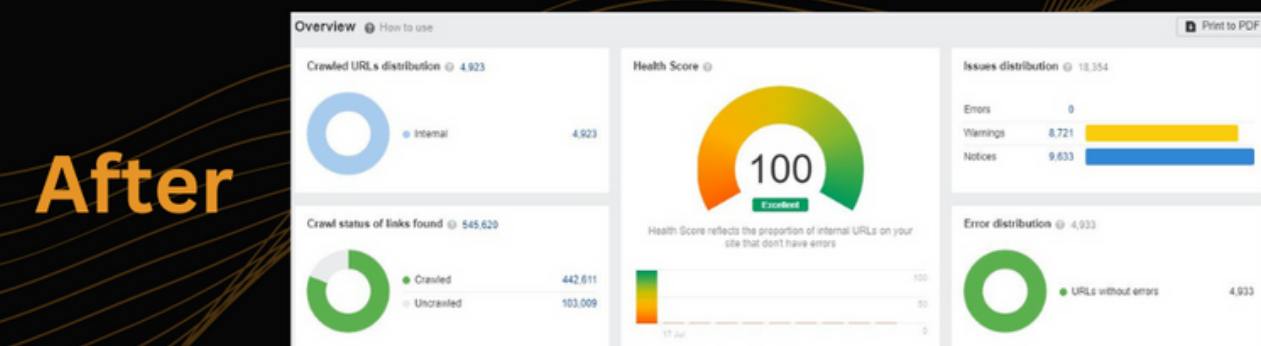 After
Overview How to use
Print to PDF
Crawled URLs distribution 4,923
Internal 4,923
Crawl status of links found 545,620
Crawled 442,611
Uncrawled 103,009
Health Score
100
Excellent
Health Score reflects the proportion of internal URLs on your
site that don't have errors
100
50
0
17 Jul
Issues distribution 18,354
Errors 0
Warnings 8,721
Notices 9,633
Error distribution 4,933
URLs without errors 4,933